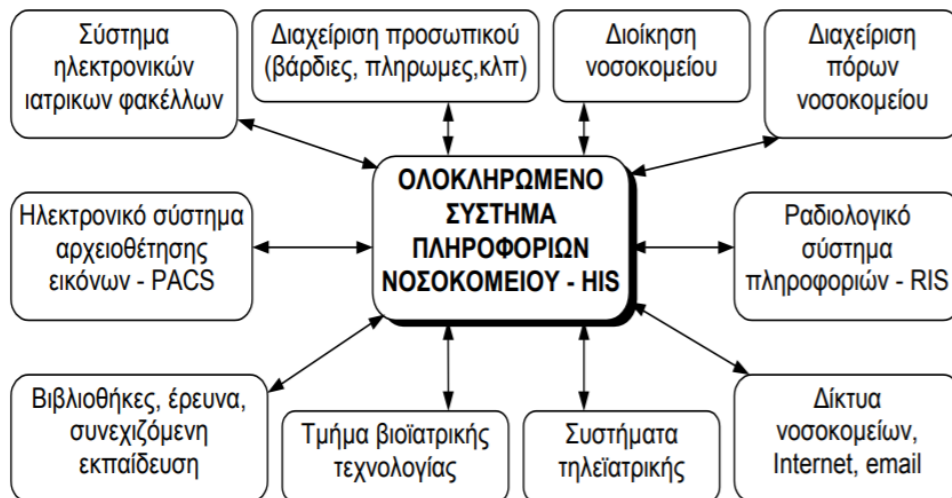 Σύστημα
ηλεκτρονικών
ιατρικων φακέλλων
Διαχείριση προσωπικού
(βάρδιες, πληρωμες,κλπ)
Διοίκηση
νοσοκομείου
Διαχείριση
πόρων
νοσοκομείου
ΟΛΟΚΛΗΡΩΜΕΝΟ
ΣΥΣΤΗΜΑ
ΠΛΗΡΟΦΟΡΙΩΝ
ΝΟΣΟΚΟΜΕΙΟΥ - HIS
Ηλεκτρονικό σύστημα
αρχειοθέτησης
εικόνων - PACS
Ραδιολογικό
σύστημα
πληροφοριών - RIS
Βιβλιοθήκες, έρευνα,
συνεχιζόμενη
εκπαίδευση
Τμήμα βιοϊατρικής
τεχνολογίας
Συστήματα
τηλεϊατρικής
Δίκτυα
νοσοκομείων,
Internet, email